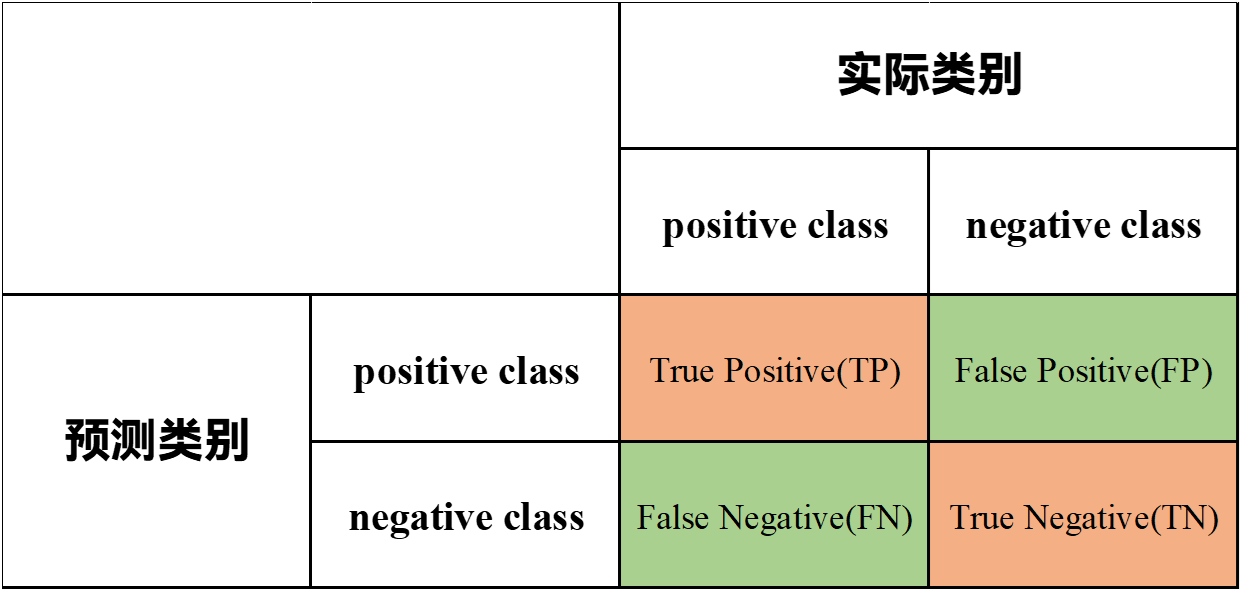 实际类别
positive class
negative class
预测类别
positive class
True Positive(TP)
False Positive(FP)
negative class
False Negative(FN)
True Negative(TN)